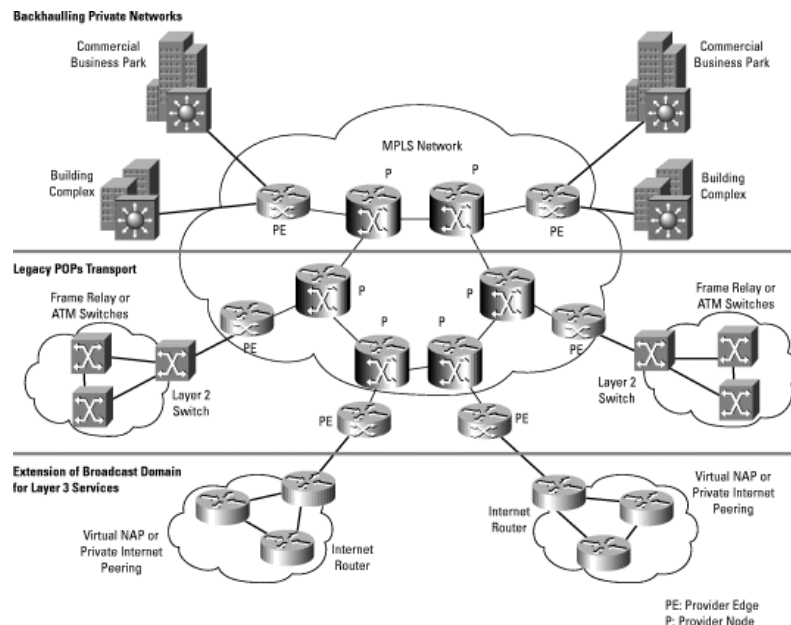 Backhaulling Private Networks
Commercial
Business Park
Commercial
Business Park
MPLS Network
P
P
Building
Complex
Building
Complex
PE
PE
Legacy POPs Transport
Frame Relay or
ATM Switches
Frame Relay or
ATM Switches
P
P
P
P
PE
PE
Layer 2
Switch
Layer 2
Switch
PE
PE
Extension of Broadcast Domain
for Layer 3 Services
Virtual NAP or
Private Internet
Peering
Internet
Router
Virtual NAP or
Private Internet
Peering
Internet
Router
PE: Provider Edge
P: Provider Node